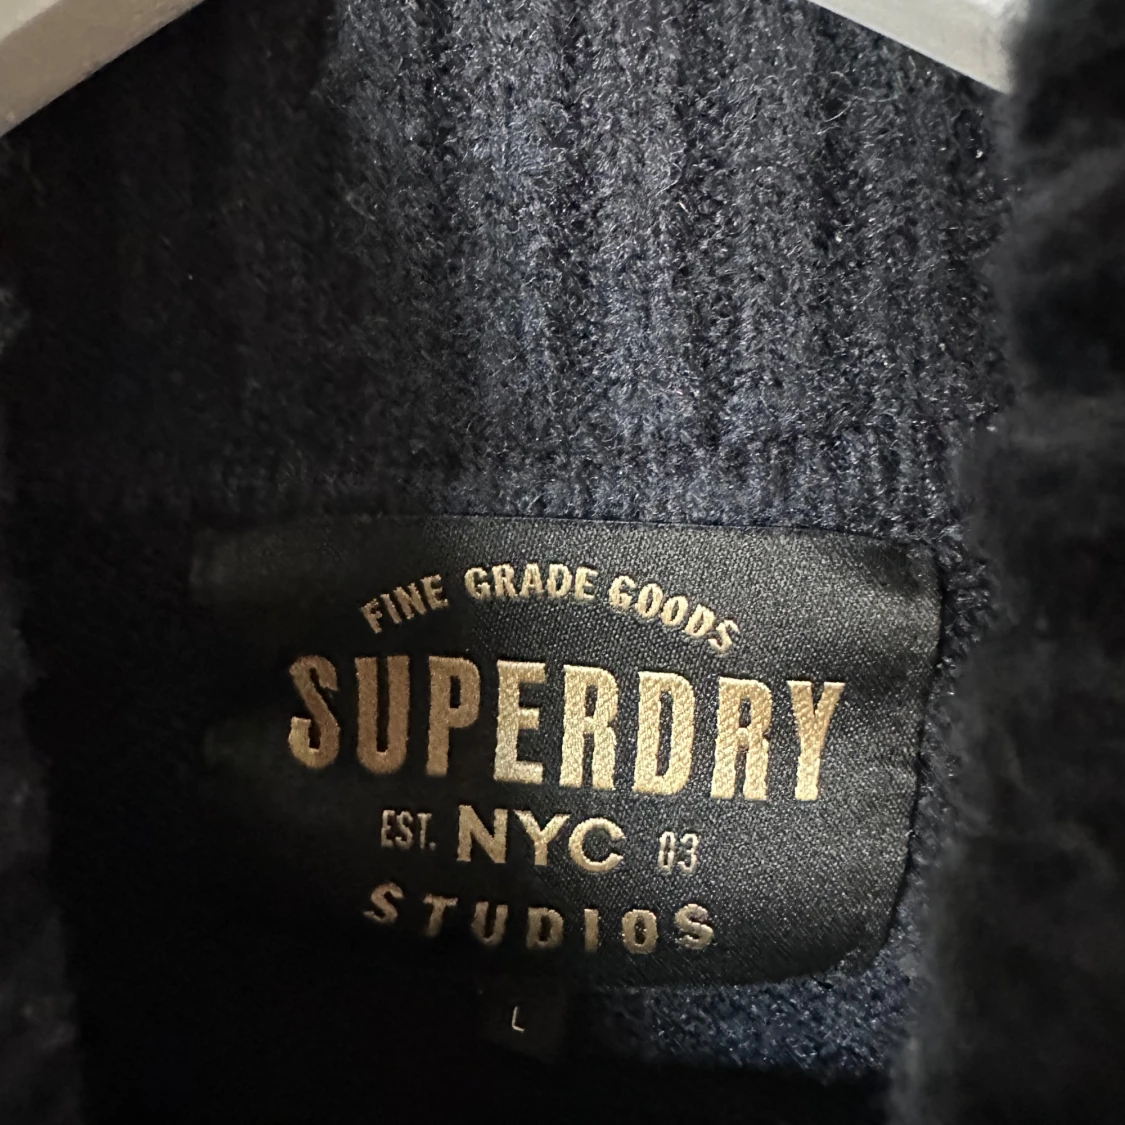 FINE GRADE GOODS
SUPERDRY
EST. NYC 03
STUDIOS
L